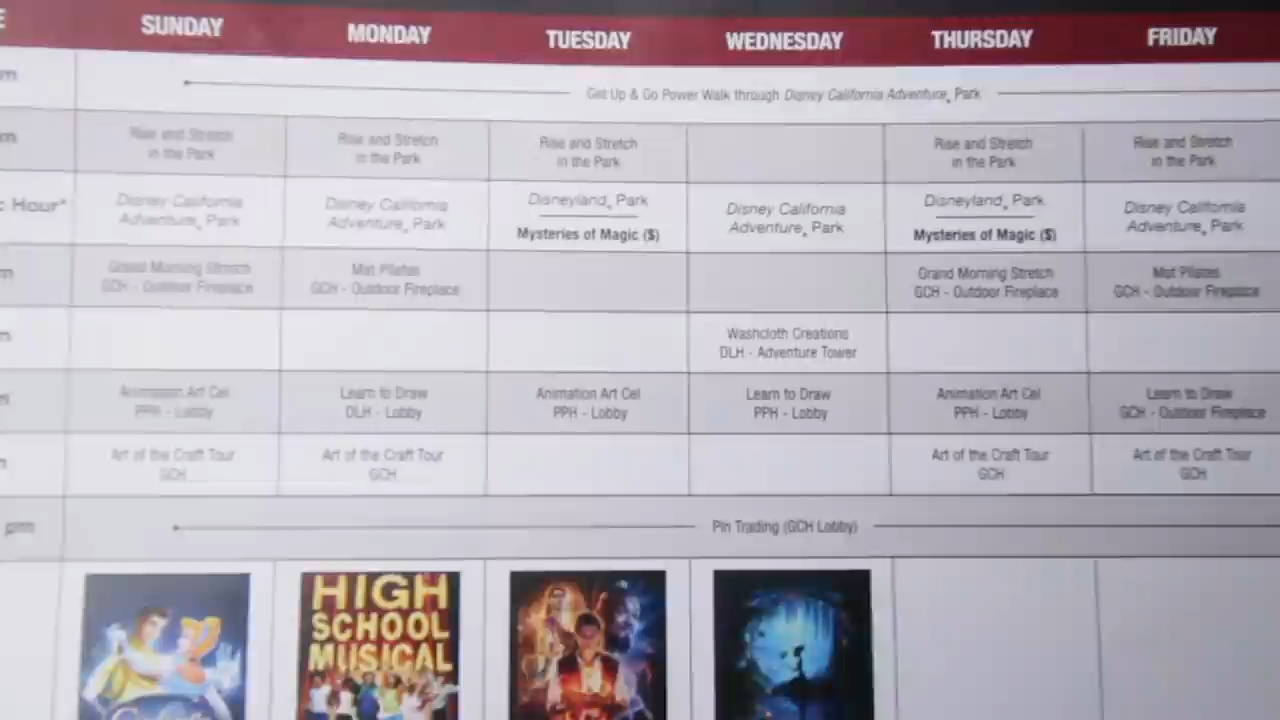 E SUNDAY MONDAY TUESDAY WEDNESDAY THURSDAY FRIDAY
m Get Up & Go Power Walk through Disney California Adventure® Park
m Rise and Stretch Rise and Stretch Rise and Stretch Rise and Stretch Rise and Stretch
in the Park in the Park in the Park in the Park in the Park
c Hour* Disney California Disney California Disneyland® Park Disney California Disneyland® Park Disney California
Adventure® Park Adventure® Park Mysteries of Magic ($) Adventure® Park Mysteries of Magic ($) Adventure® Park
m Grand Morning Stretch Mat Pilates Grand Morning Stretch Mat Pilates
GCH - Outdoor Fireplace GCH - Outdoor Fireplace GCH - Outdoor Fireplace GCH - Outdoor Fireplace
m Washcloth Creations
DLH - Adventure Tower
m Animation Art Cel Learn to Draw Animation Art Cel Learn to Draw Animation Art Cel Learn to Draw
PPH - Lobby DLH - Lobby PPH - Lobby PPH - Lobby PPH - Lobby GCH - Outdoor Fireplace
m Art of the Craft Tour Art of the Craft Tour Art of the Craft Tour Art of the Craft Tour
GCH GCH GCH GCH
pm Pin Trading (GCH Lobby)
HIGH
SCHOOL
MUSICAL